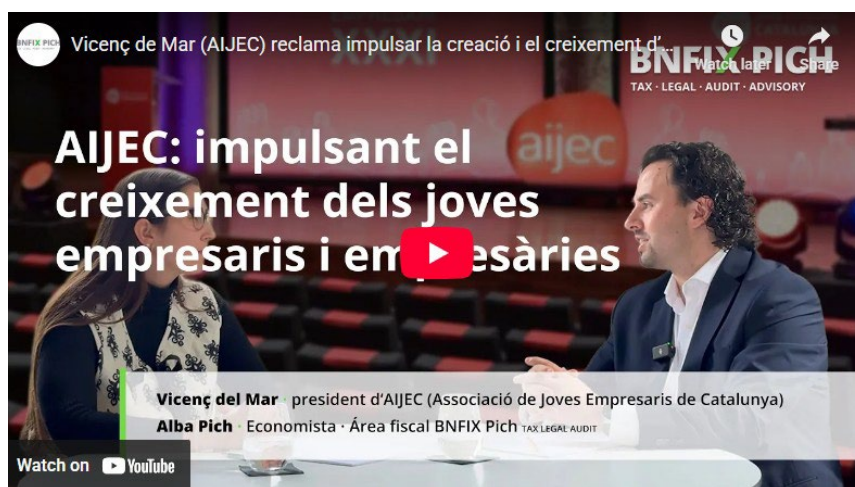 BNFIX PICH
Vicenç de Mar (AIJEC) reclama impulsar la creació i el creixement d'...
Watch later
Share
BNFIX PICH
TAX · LEGAL · AUDIT · ADVISORY
aijec
AIJEC: impulsant el
creixement dels joves
empresaris i empresàries
Vicenç del Mar · president d'AIJEC (Associació de Joves Empresaris de Catalunya)
Alba Pich · Economista · Área fiscal BNFIX Pich TAX LEGAL AUDIT
Watch on YouTube